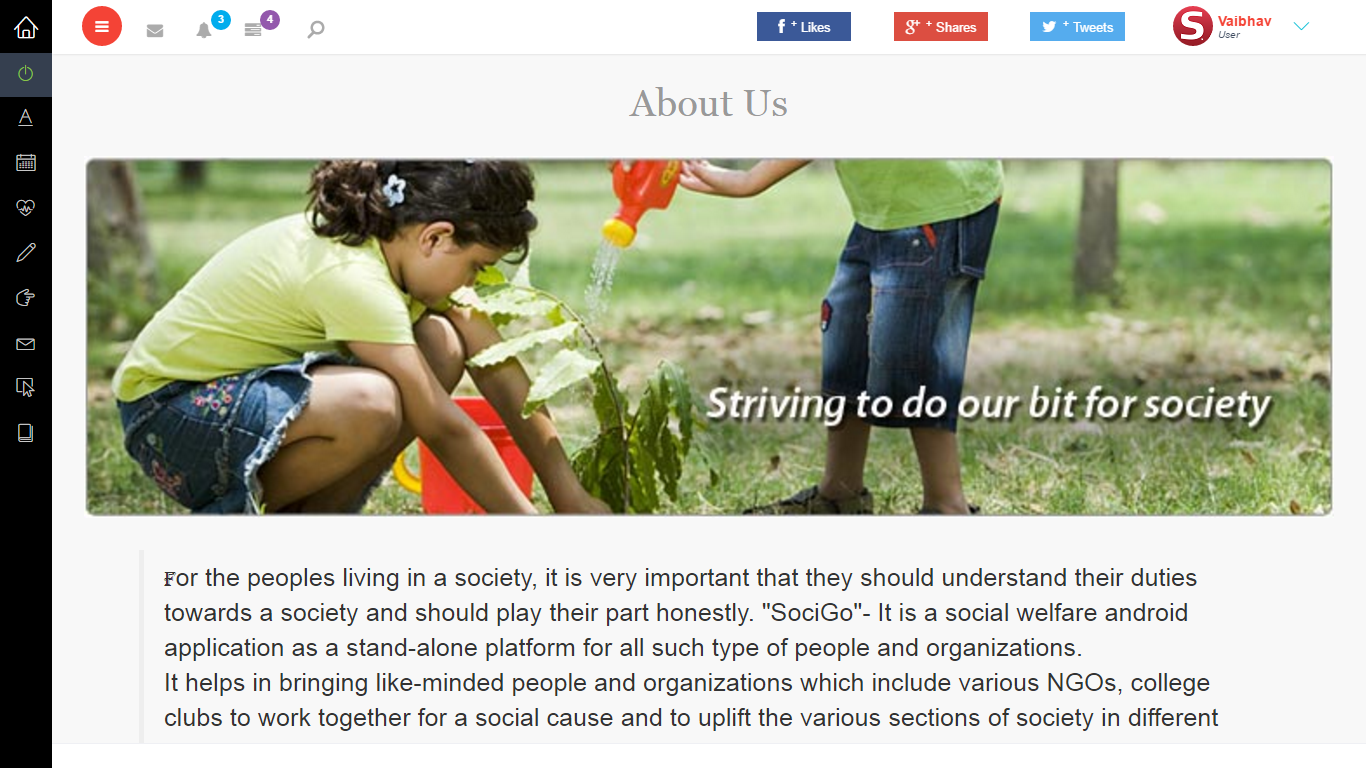 3
4
+ Likes
+ Shares
+ Tweets
S
Vaibhav
User
A
About Us
Striving to do our bit for society
For the peoples living in a society, it is very important that they should understand their duties
towards a society and should play their part honestly. "SociGo"- It is a social welfare android
application as a stand-alone platform for all such type of people and organizations.
It helps in bringing like-minded people and organizations which include various NGOs, college
clubs to work together for a social cause and to uplift the various sections of society in different